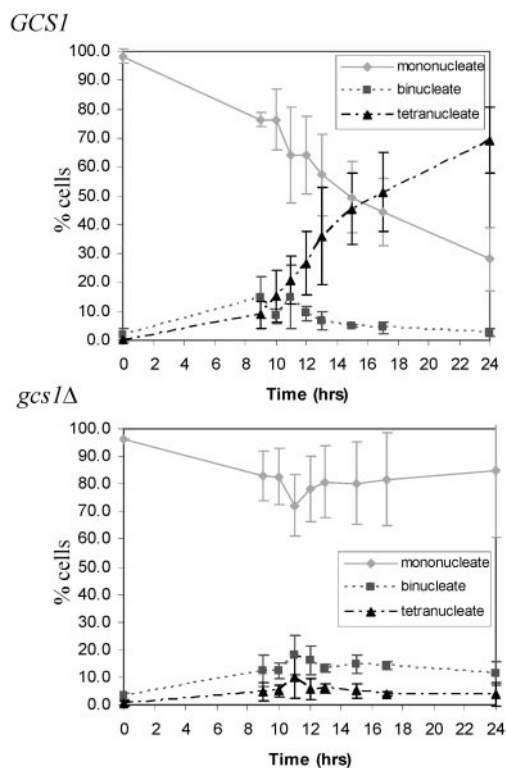 GCS1
100.0
90.0
80.0
70.0
60.0
50.0
40.0
30.0
20.0
10.0
0.0
% cells
mononucleate
binucleate
tetranucleate
0 2 4 6 8 10 12 14 16 18 20 22 24
Time (hrs)
gcs1Δ
100.0
90.0
80.0
70.0
60.0
50.0
40.0
30.0
20.0
10.0
0.0
% cells
mononucleate
binucleate
tetranucleate
0 2 4 6 8 10 12 14 16 18 20 22 24
Time (hrs)